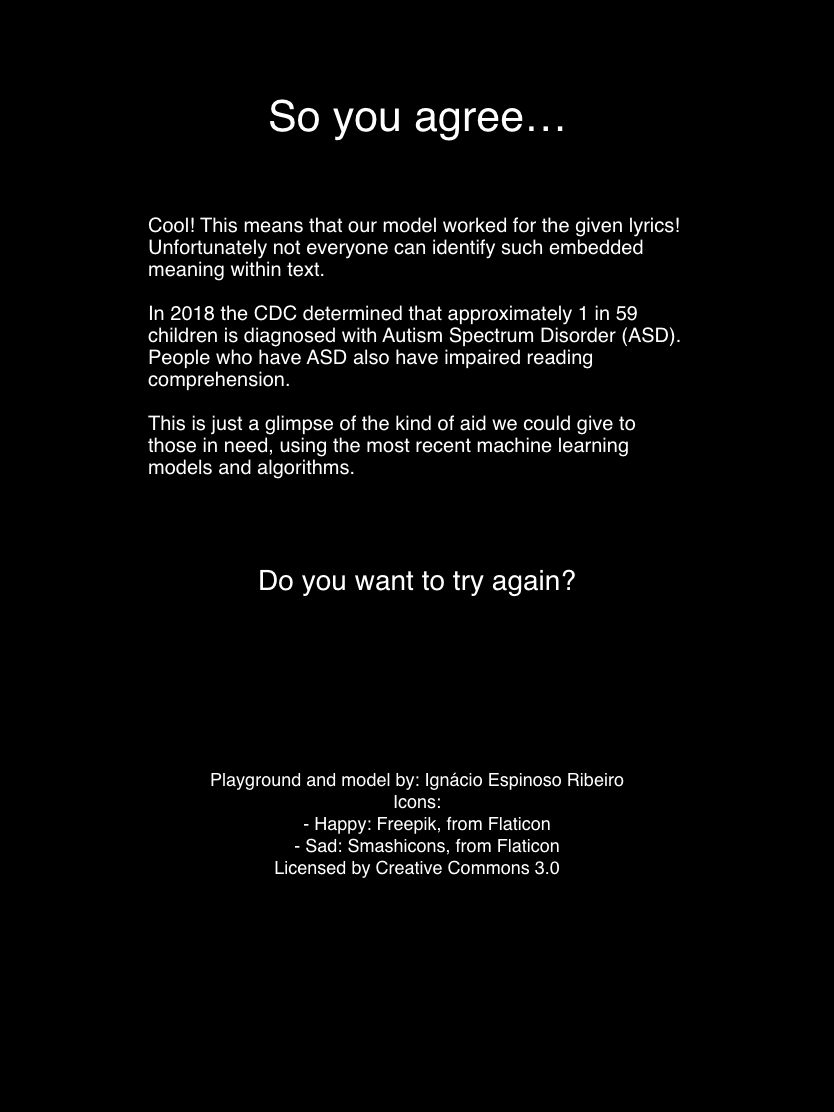 So you agree...
Cool! This means that our model worked for the given lyrics!
Unfortunately not everyone can identify such embedded
meaning within text.
In 2018 the CDC determined that approximately 1 in 59
children is diagnosed with Autism Spectrum Disorder (ASD).
People who have ASD also have impaired reading
comprehension.
This is just a glimpse of the kind of aid we could give to
those in need, using the most recent machine learning
models and algorithms.
Do you want to try again?
Playground and model by: Ignácio Espinoso Ribeiro
Icons:
- Happy: Freepik, from Flaticon
- Sad: Smashicons, from Flaticon
Licensed by Creative Commons 3.0